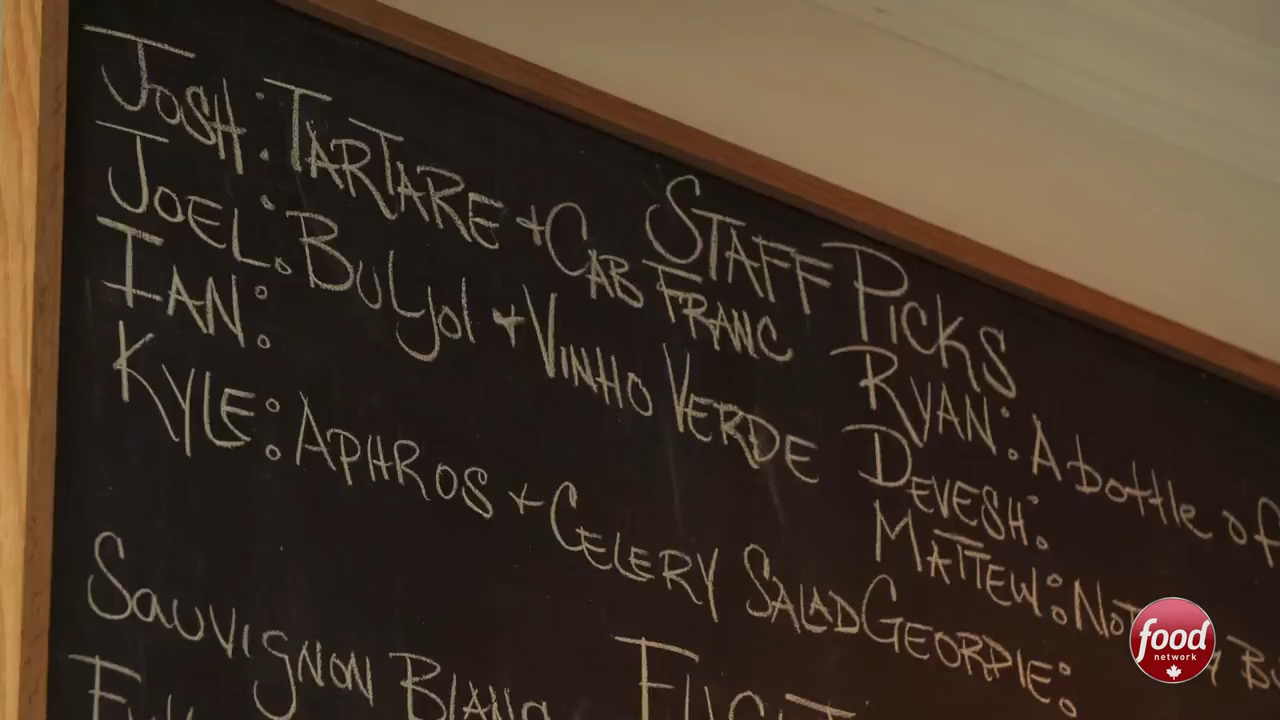 STAFF PICKS
JOSH: TARTARE + CAB FRANC
JOEL: BULJOL + VINHO VERDE
IAN:
KYLE: APHROS + CELERY SALAD
RYAN: A bottle of
DEVESH:
MATTEW:
GEORDIE:
SAUVIGNON BLANC
food
network